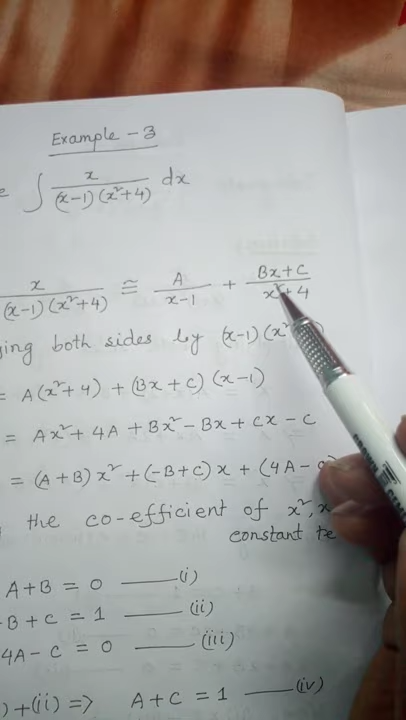 Example - 3
∫ x / (x-1)(x²+4) dx
x / (x-1)(x²+4) ≅ A / x-1 + Bx+C / x²+4
both sides by (x-1)(x²
= A(x²+4) + (Bx+C)(x-1)
= Ax² + 4A + Bx² - Bx + Cx - C
= (A+B)x² + (-B+C)x + (4A-
the co-efficient of x², x
constant te
A+B = 0 —— (i)
-B+C = 1 —— (ii)
4A-C = 0 —— (iii)
)+(ii) => A+C = 1 —— (iv)